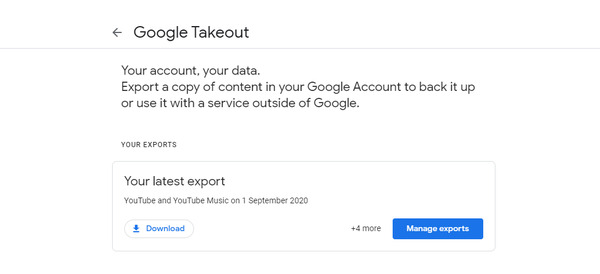 Google Takeout
Your account, your data.
Export a copy of content in your Google Account to back it up
or use it with a service outside of Google.
YOUR EXPORTS
Your latest export
YouTube and YouTube Music on 1 September 2020
Download
+4 more
Manage exports